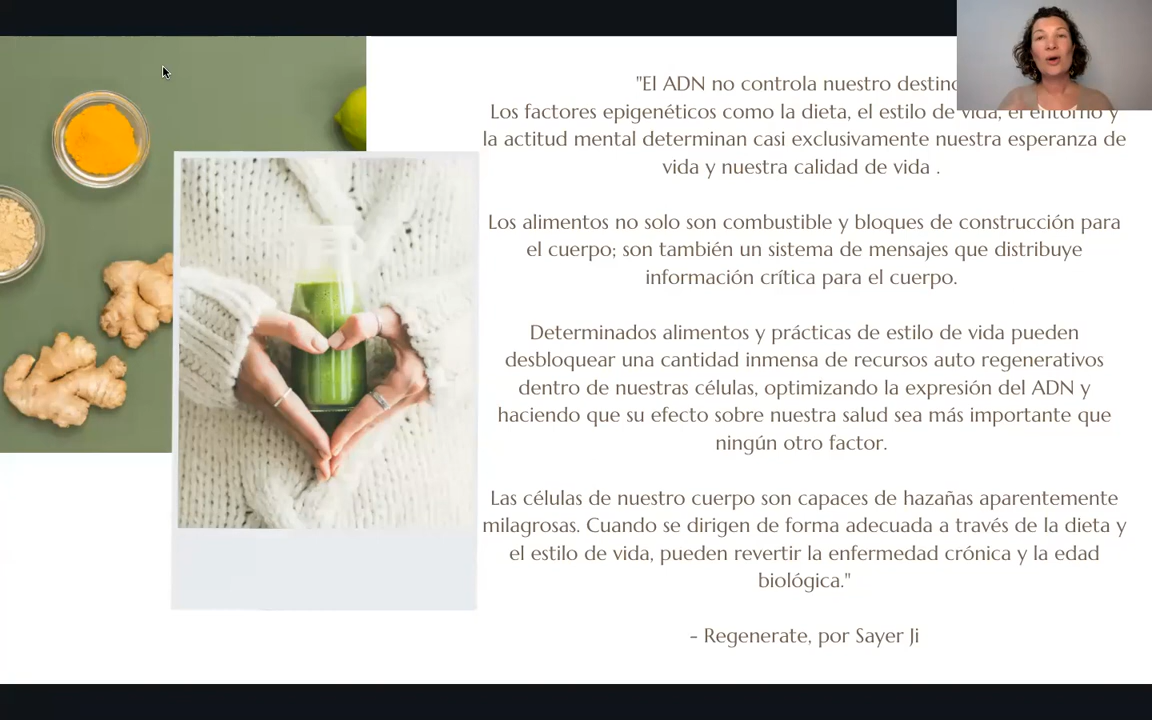 "El ADN no controla nuestro
Los factores epigenéticos como la dieta, el estilo de vida, el entorno y
la actitud mental determinan casi exclusivamente nuestra esperanza de
vida y nuestra calidad de vida .
Los alimentos no solo son combustible y bloques de construcción para
el cuerpo; son también un sistema de mensajes que distribuye
información crítica para el cuerpo.
Determinados alimentos y prácticas de estilo de vida pueden
desbloquear una cantidad inmensa de recursos auto regenerativos
dentro de nuestras células, optimizando la expresión del ADN y
haciendo que su efecto sobre nuestra salud sea más importante que
ningún otro factor.
Las células de nuestro cuerpo son capaces de hazañas aparentemente
milagrosas. Cuando se dirigen de forma adecuada a través de la dieta y
el estilo de vida, pueden revertir la enfermedad crónica y la edad
biológica."
- Regenerate, por Sayer Ji